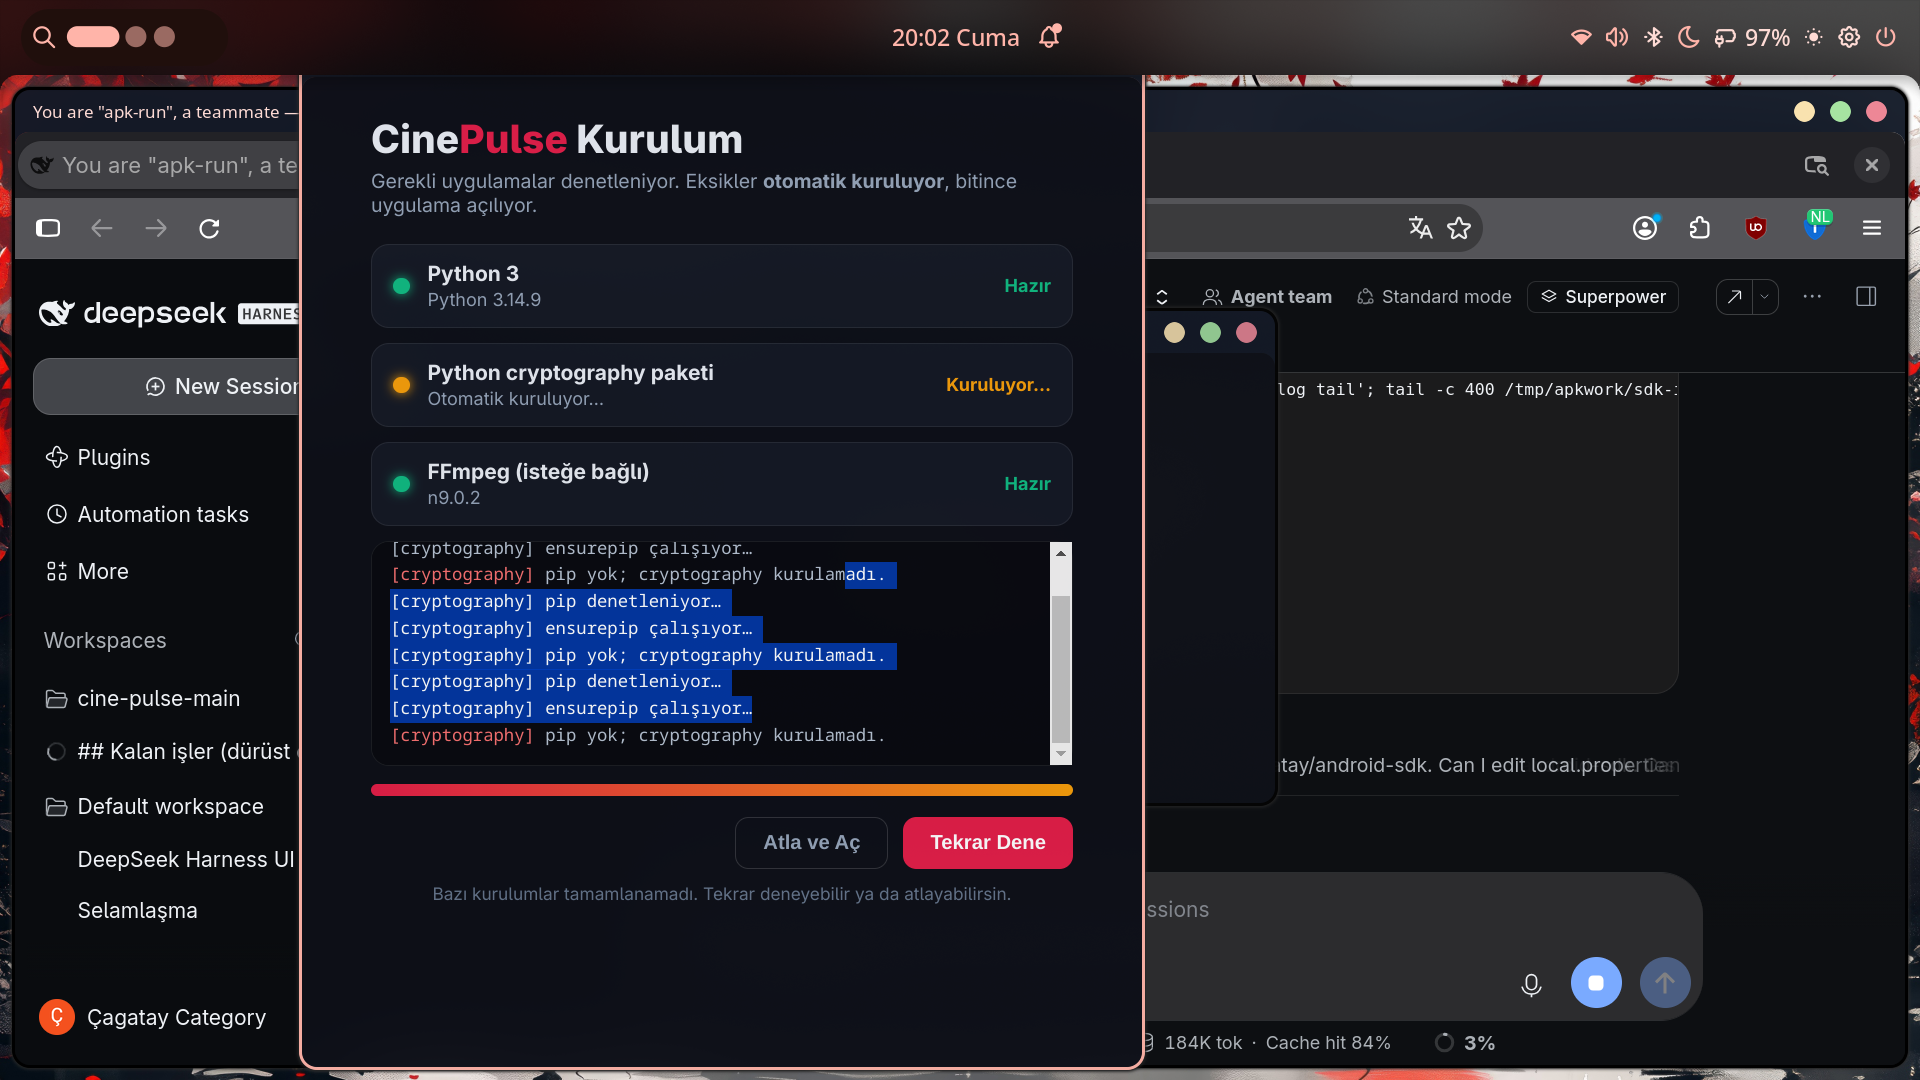 20:02 Cuma
97%
You are "apk-run", a teammate —
You are "apk-run", a te
NL
deepseek HARNES
New Session
Plugins
Automation tasks
More
Workspaces
cine-pulse-main
## Kalan işler (dürüst
Default workspace
DeepSeek Harness UI
Selamlaşma
Ç
Çagatay Category
CinePulse Kurulum
Gerekli uygulamalar denetleniyor. Eksikler otomatik kuruluyor, bitince
uygulama açılıyor.
Python 3
Python 3.14.9
Hazır
Python cryptography paketi
Otomatik kuruluyor...
Kuruluyor...
FFmpeg (isteğe bağlı)
n9.0.2
Hazır
[cryptography] ensurepip çalışıyor…
[cryptography] pip yok; cryptography kurulamadı.
[cryptography] pip denetleniyor…
[cryptography] ensurepip çalışıyor…
[cryptography] pip yok; cryptography kurulamadı.
[cryptography] pip denetleniyor…
[cryptography] ensurepip çalışıyor…
[cryptography] pip yok; cryptography kurulamadı.
Atla ve Aç
Tekrar Dene
Bazı kurulumlar tamamlanamadı. Tekrar deneyebilir ya da atlayabilirsin.
Agent team
Standard mode
Superpower
log tail'; tail -c 400 /tmp/apkwork/sdk-i
tay/android-sdk. Can I edit local.properties
ssions
184K tok · Cache hit 84%
3%